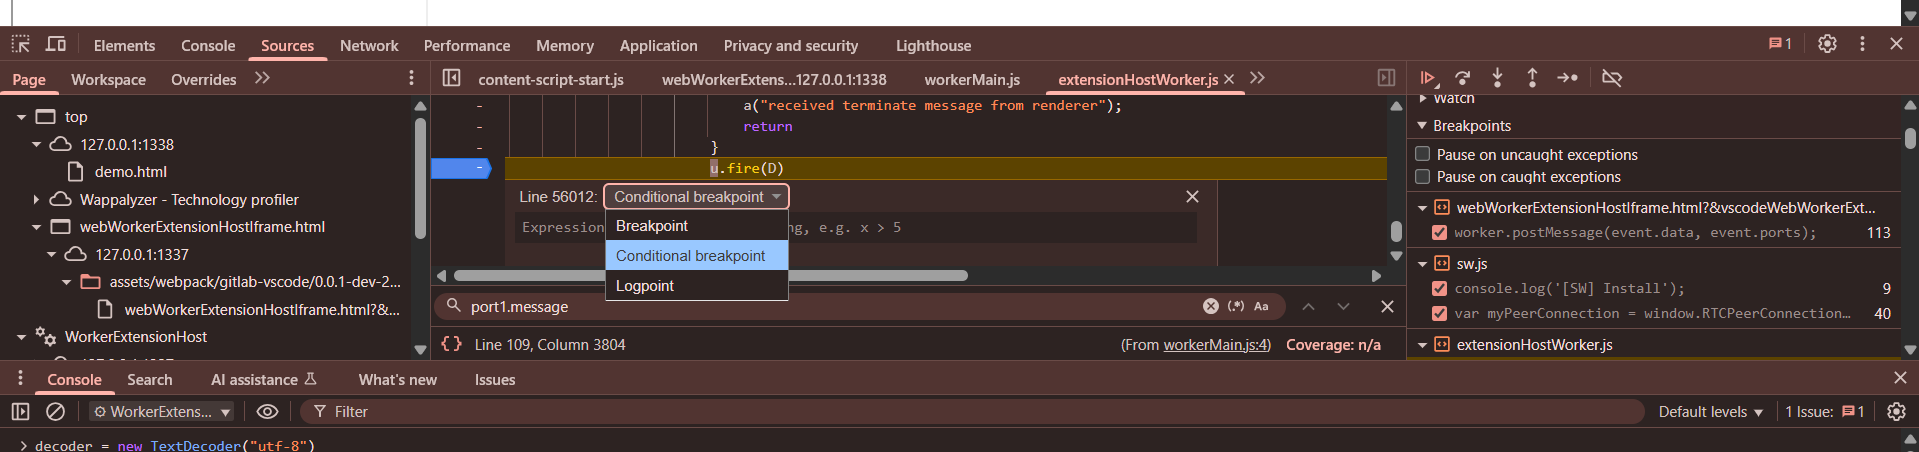 Elements Console Sources Network Performance Memory Application Privacy and security Lighthouse 1
Page Workspace Overrides
content-script-start.js webWorkerExtens...127.0.0.1:1338 workerMain.js extensionHostWorker.js
top
127.0.0.1:1338
demo.html
Wappalyzer - Technology profiler
webWorkerExtensionHostIframe.html
127.0.0.1:1337
assets/webpack/gitlab-vscode/0.0.1-dev-2...
webWorkerExtensionHostIframe.html?&...
WorkerExtensionHost
a("received terminate message from renderer");
return
}
u.fire(D)
Line 56012: Conditional breakpoint
Expression ng, e.g. x > 5
Breakpoint
Conditional breakpoint
Logpoint
port1.message
(.*) Aa
{} Line 109, Column 3804 (From workerMain.js:4) Coverage: n/a
Watch
Breakpoints
Pause on uncaught exceptions
Pause on caught exceptions
webWorkerExtensionHostIframe.html?&vscodeWebWorkerExt...
worker.postMessage(event.data, event.ports); 113
sw.js
console.log('[SW] Install'); 9
var myPeerConnection = window.RTCPeerConnection... 40
extensionHostWorker.js
Console Search AI assistance What's new Issues
WorkerExtens... Filter Default levels 1 Issue: 1
decoder = new TextDecoder("utf-8")